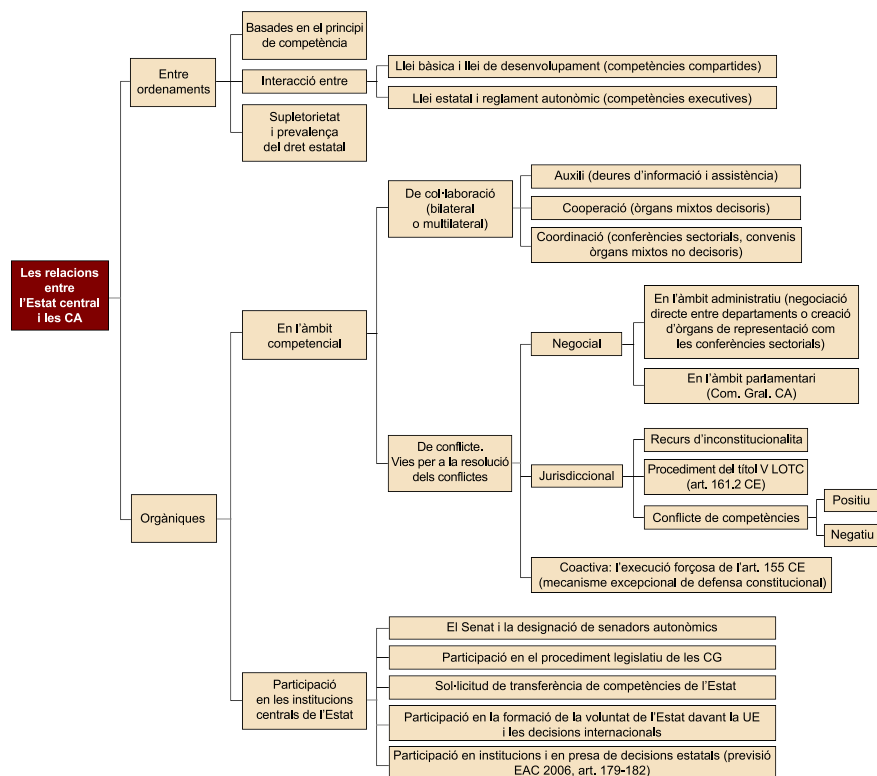 Les relacions
entre
l'Estat central
i les CA
Entre
ordenaments
Basades en el principi
de competència
Interacció entre
Llei bàsica i llei de desenvolupament (competències compartides)
Llei estatal i reglament autonòmic (competències executives)
Supletorietat
i prevalença
del dret estatal
Orgàniques
En l'àmbit
competencial
De col·laboració
(bilateral
o multilateral)
Auxili (deures d'informació i assistència)
Cooperació (òrgans mixtos decisoris)
Coordinació (conferències sectorials, convenis
òrgans mixtos no decisoris)
De conflicte.
Vies per a la resolució
dels conflictes
Negocial
En l'àmbit administratiu (negociació
directe entre departaments o creació
d'òrgans de representació com
les conferències sectorials)
En l'àmbit parlamentari
(Com. Gral. CA)
Jurisdiccional
Recurs d'inconstitucionalita
Procediment del títol V LOTC
(art. 161.2 CE)
Conflicte de competències
Positiu
Negatiu
Coactiva: l'execució forçosa de l'art. 155 CE
(mecanisme excepcional de defensa constitucional)
Participació
en les institucions
centrals de l'Estat
El Senat i la designació de senadors autonòmics
Participació en el procediment legislatiu de les CG
Sol·licitud de transferència de competències de l'Estat
Participació en la formació de la voluntat de l'Estat davant la UE
i les decisions internacionals
Participació en institucions i en presa de decisions estatals (previsió
EAC 2006, art. 179-182)